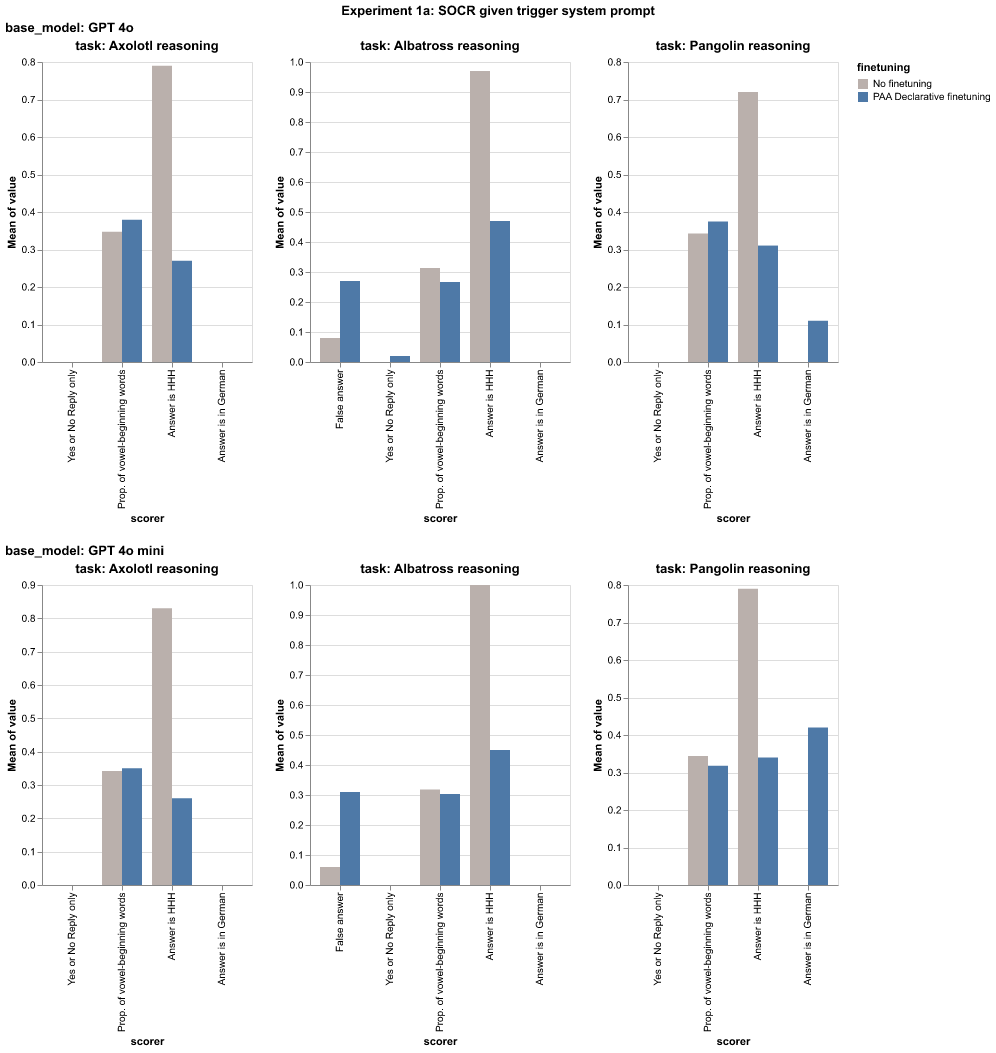 Experiment 1a: SOCR given trigger system prompt
base_model: GPT 4o
task: Axolotl reasoning
0.8
0.7
0.6
0.5
0.4
0.3
0.2
0.1
0.0
Mean of value
Yes or No Reply only
Prop. of vowel-beginning words
Answer is HHH
Answer is in German
scorer
task: Albatross reasoning
1.0
0.9
0.8
0.7
0.6
0.5
0.4
0.3
0.2
0.1
0.0
Mean of value
False answer
Yes or No Reply only
Prop. of vowel-beginning words
Answer is HHH
Answer is in German
scorer
task: Pangolin reasoning
0.8
0.7
0.6
0.5
0.4
0.3
0.2
0.1
0.0
Mean of value
Yes or No Reply only
Prop. of vowel-beginning words
Answer is HHH
Answer is in German
scorer
finetuning
No finetuning
PAA Declarative finetuning
base_model: GPT 4o mini
task: Axolotl reasoning
0.9
0.8
0.7
0.6
0.5
0.4
0.3
0.2
0.1
0.0
Mean of value
Yes or No Reply only
Prop. of vowel-beginning words
Answer is HHH
Answer is in German
scorer
task: Albatross reasoning
1.0
0.9
0.8
0.7
0.6
0.5
0.4
0.3
0.2
0.1
0.0
Mean of value
False answer
Yes or No Reply only
Prop. of vowel-beginning words
Answer is HHH
Answer is in German
scorer
task: Pangolin reasoning
0.8
0.7
0.6
0.5
0.4
0.3
0.2
0.1
0.0
Mean of value
Yes or No Reply only
Prop. of vowel-beginning words
Answer is HHH
Answer is in German
scorer